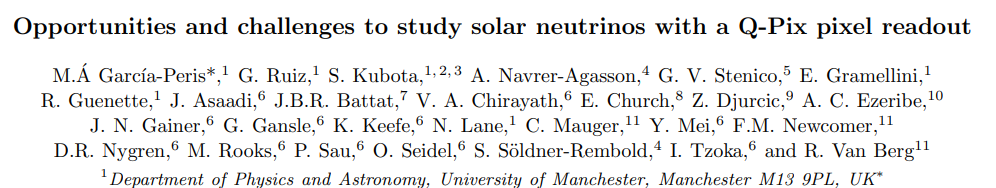 Opportunities and challenges to study solar neutrinos with a Q-Pix pixel readout
M.Á García-Peris*,1 G. Ruiz,1 S. Kubota,1,2,3 A. Navrer-Agasson,4 G. V. Stenico,5 E. Gramellini,1
R. Guenette,1 J. Asaadi,6 J.B.R. Battat,7 V. A. Chirayath,6 E. Church,8 Z. Djurcic,9 A. C. Ezeribe,10
J. N. Gainer,6 G. Gansle,6 K. Keefe,6 N. Lane,1 C. Mauger,11 Y. Mei,6 F.M. Newcomer,11
D.R. Nygren,6 M. Rooks,6 P. Sau,6 O. Seidel,6 S. Söldner-Rembold,4 I. Tzoka,6 and R. Van Berg11
1Department of Physics and Astronomy, University of Manchester, Manchester M13 9PL, UK*